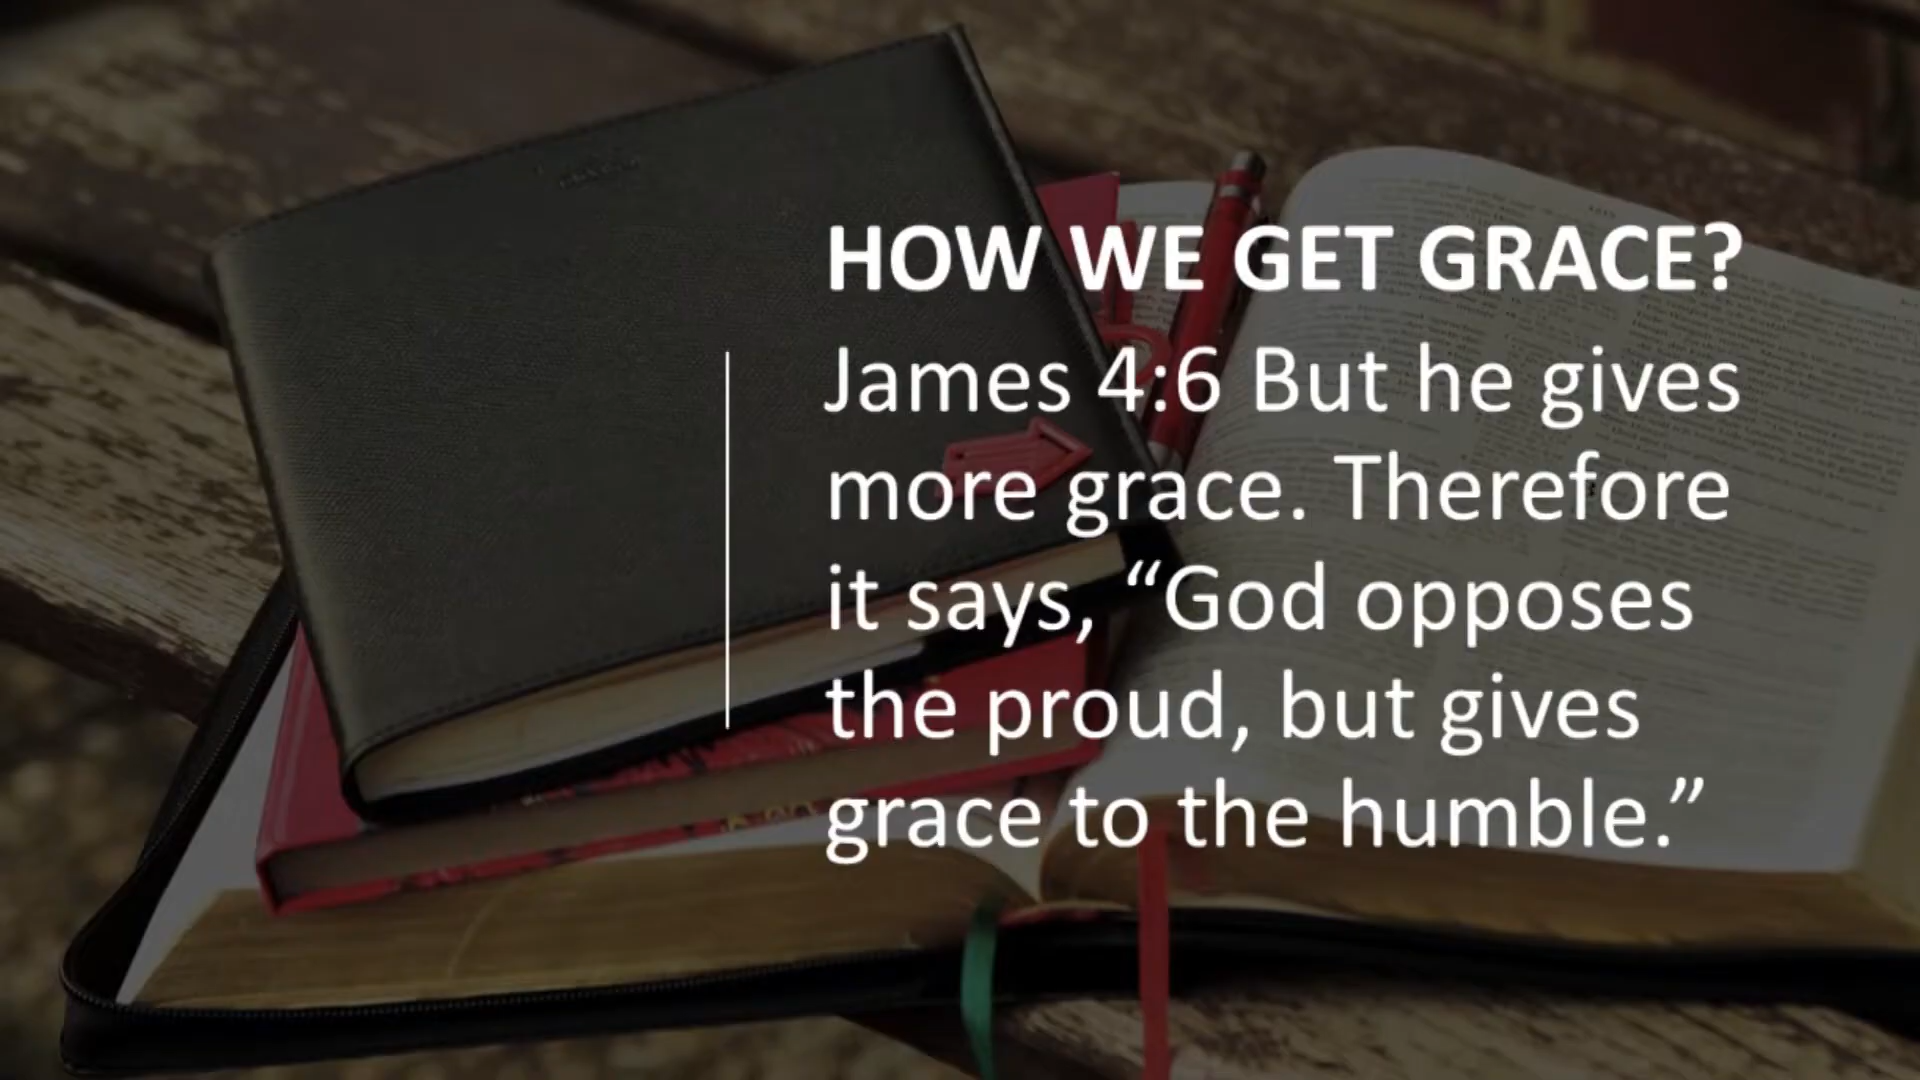 HOW WE GET GRACE?
James 4:6 But he gives
more grace. Therefore
it says, “God opposes
the proud, but gives
grace to the humble.”